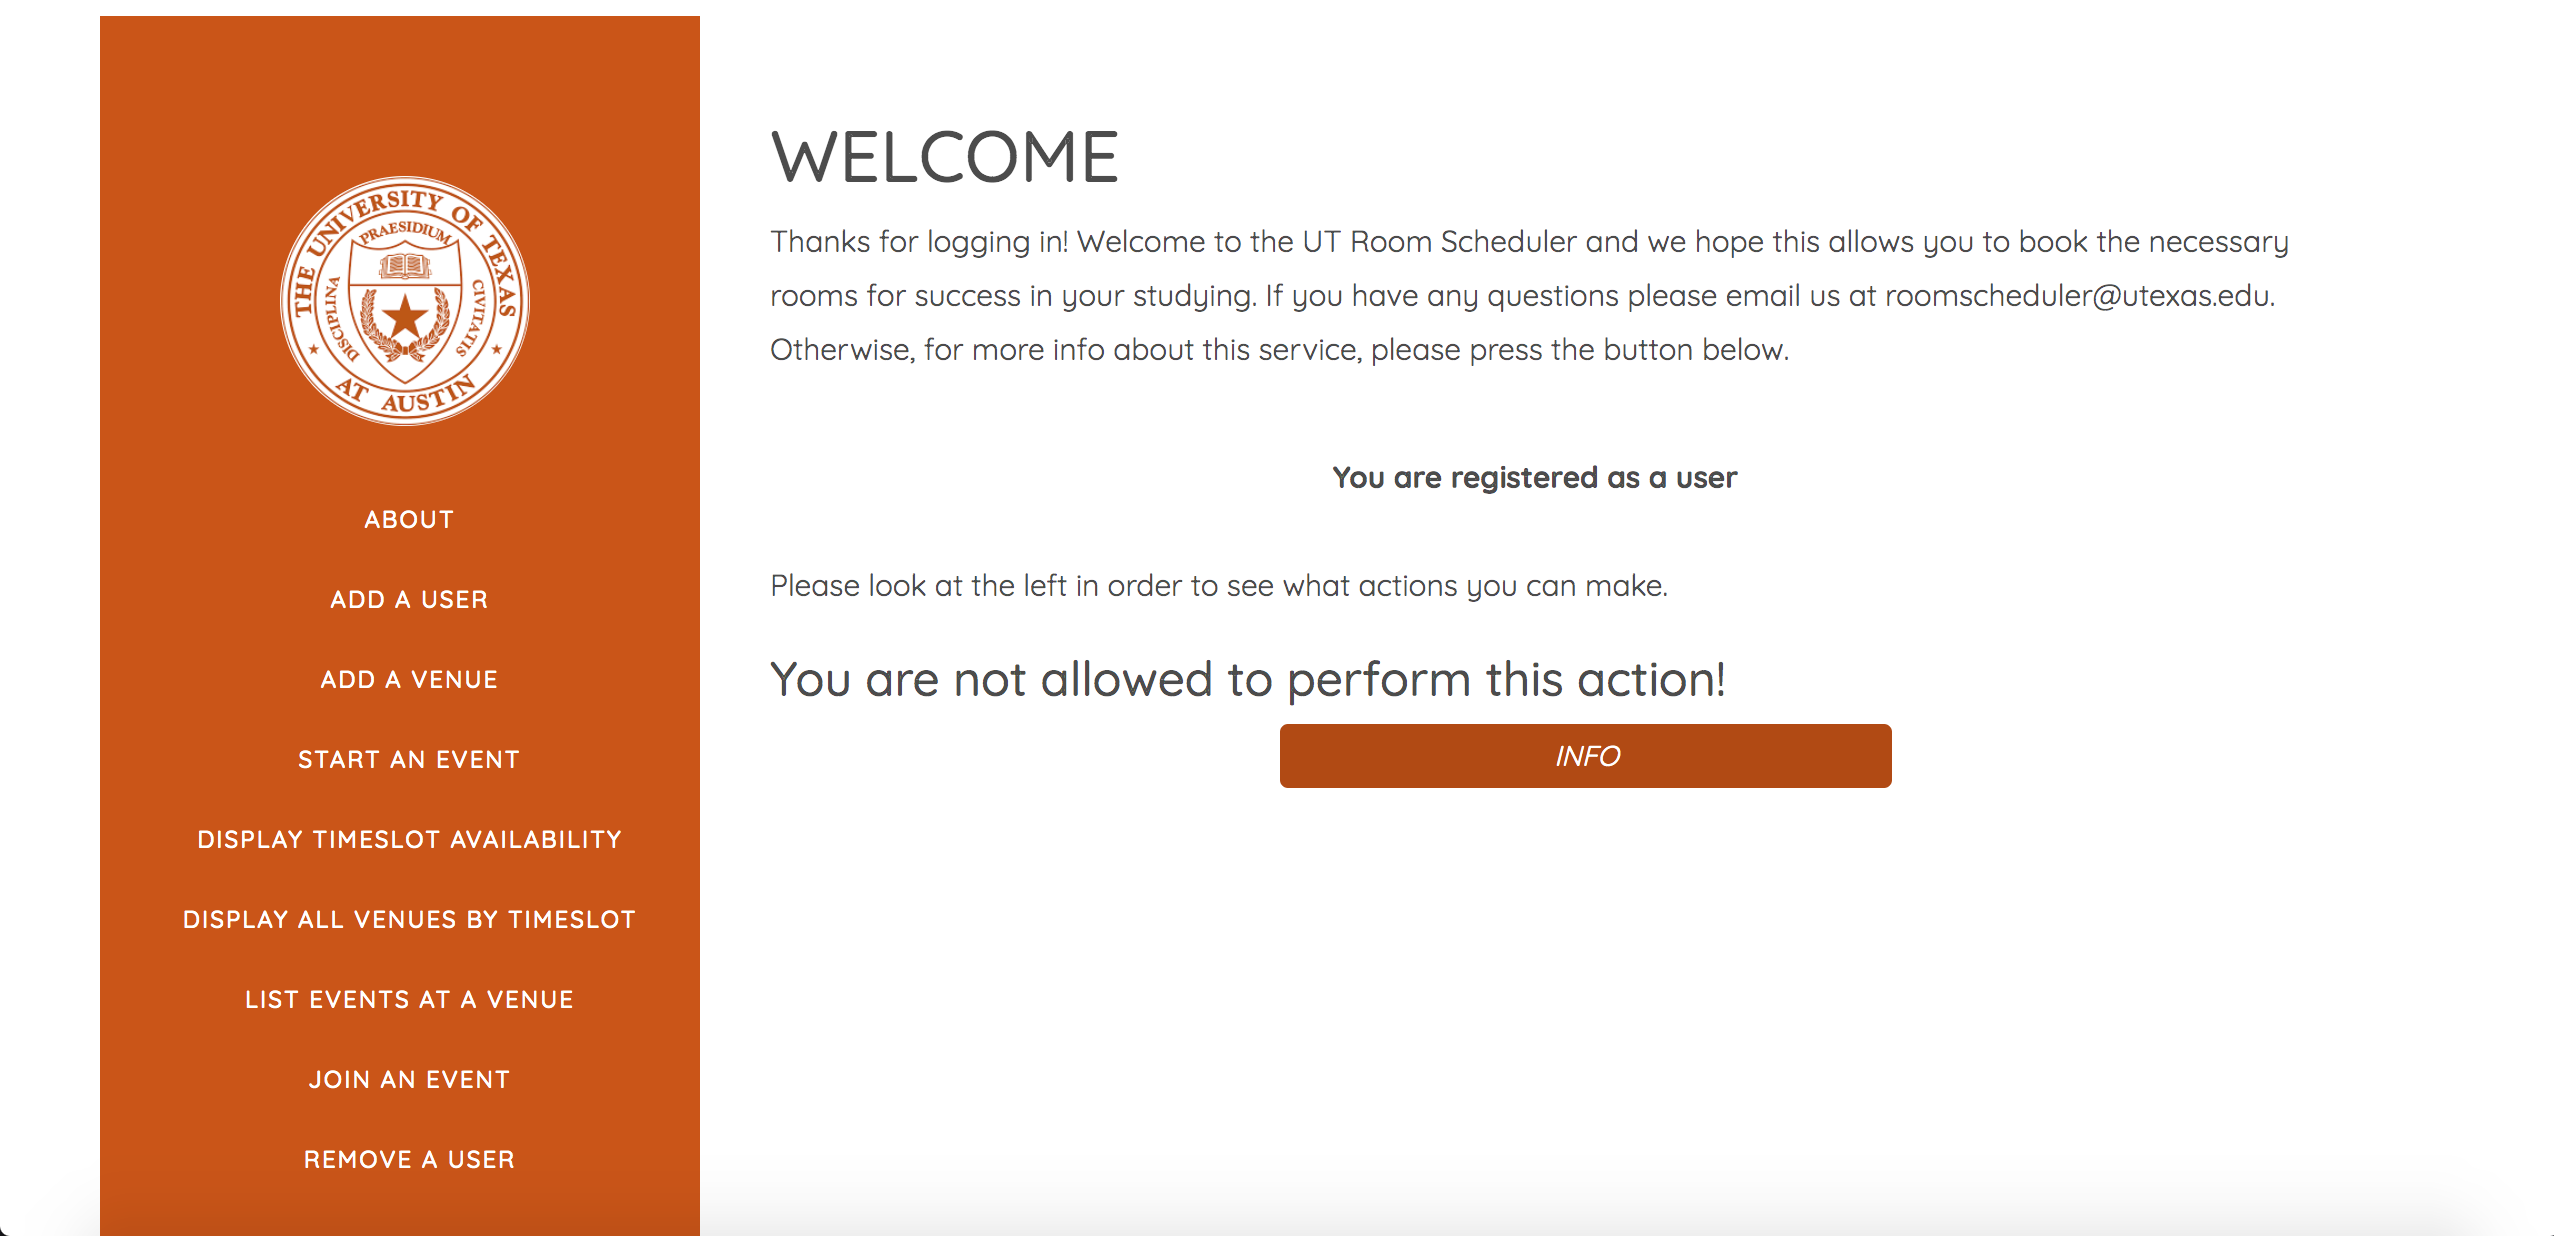 THE UNIVERSITY OF TEXAS
AT AUSTIN
PRAESIDIUM
DISCIPLINA
CIVITATIS
ABOUT
ADD A USER
ADD A VENUE
START AN EVENT
DISPLAY TIMESLOT AVAILABILITY
DISPLAY ALL VENUES BY TIMESLOT
LIST EVENTS AT A VENUE
JOIN AN EVENT
REMOVE A USER
WELCOME
Thanks for logging in! Welcome to the UT Room Scheduler and we hope this allows you to book the necessary
rooms for success in your studying. If you have any questions please email us at roomscheduler@utexas.edu.
Otherwise, for more info about this service, please press the button below.
You are registered as a user
Please look at the left in order to see what actions you can make.
You are not allowed to perform this action!
INFO